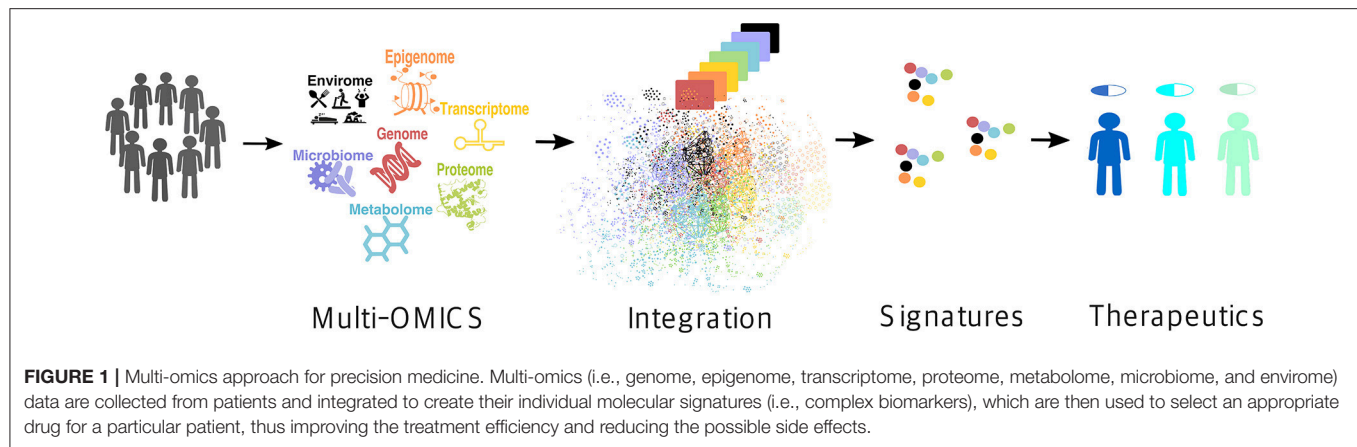 Epigenome
Envirome
Transcriptome
Genome
Microbiome
Proteome
Metabolome
Multi-OMICS
Integration
Signatures
Therapeutics
FIGURE 1 | Multi-omics approach for precision medicine. Multi-omics (i.e., genome, epigenome, transcriptome, proteome, metabolome, microbiome, and envirome)
data are collected from patients and integrated to create their individual molecular signatures (i.e., complex biomarkers), which are then used to select an appropriate
drug for a particular patient, thus improving the treatment efficiency and reducing the possible side effects.